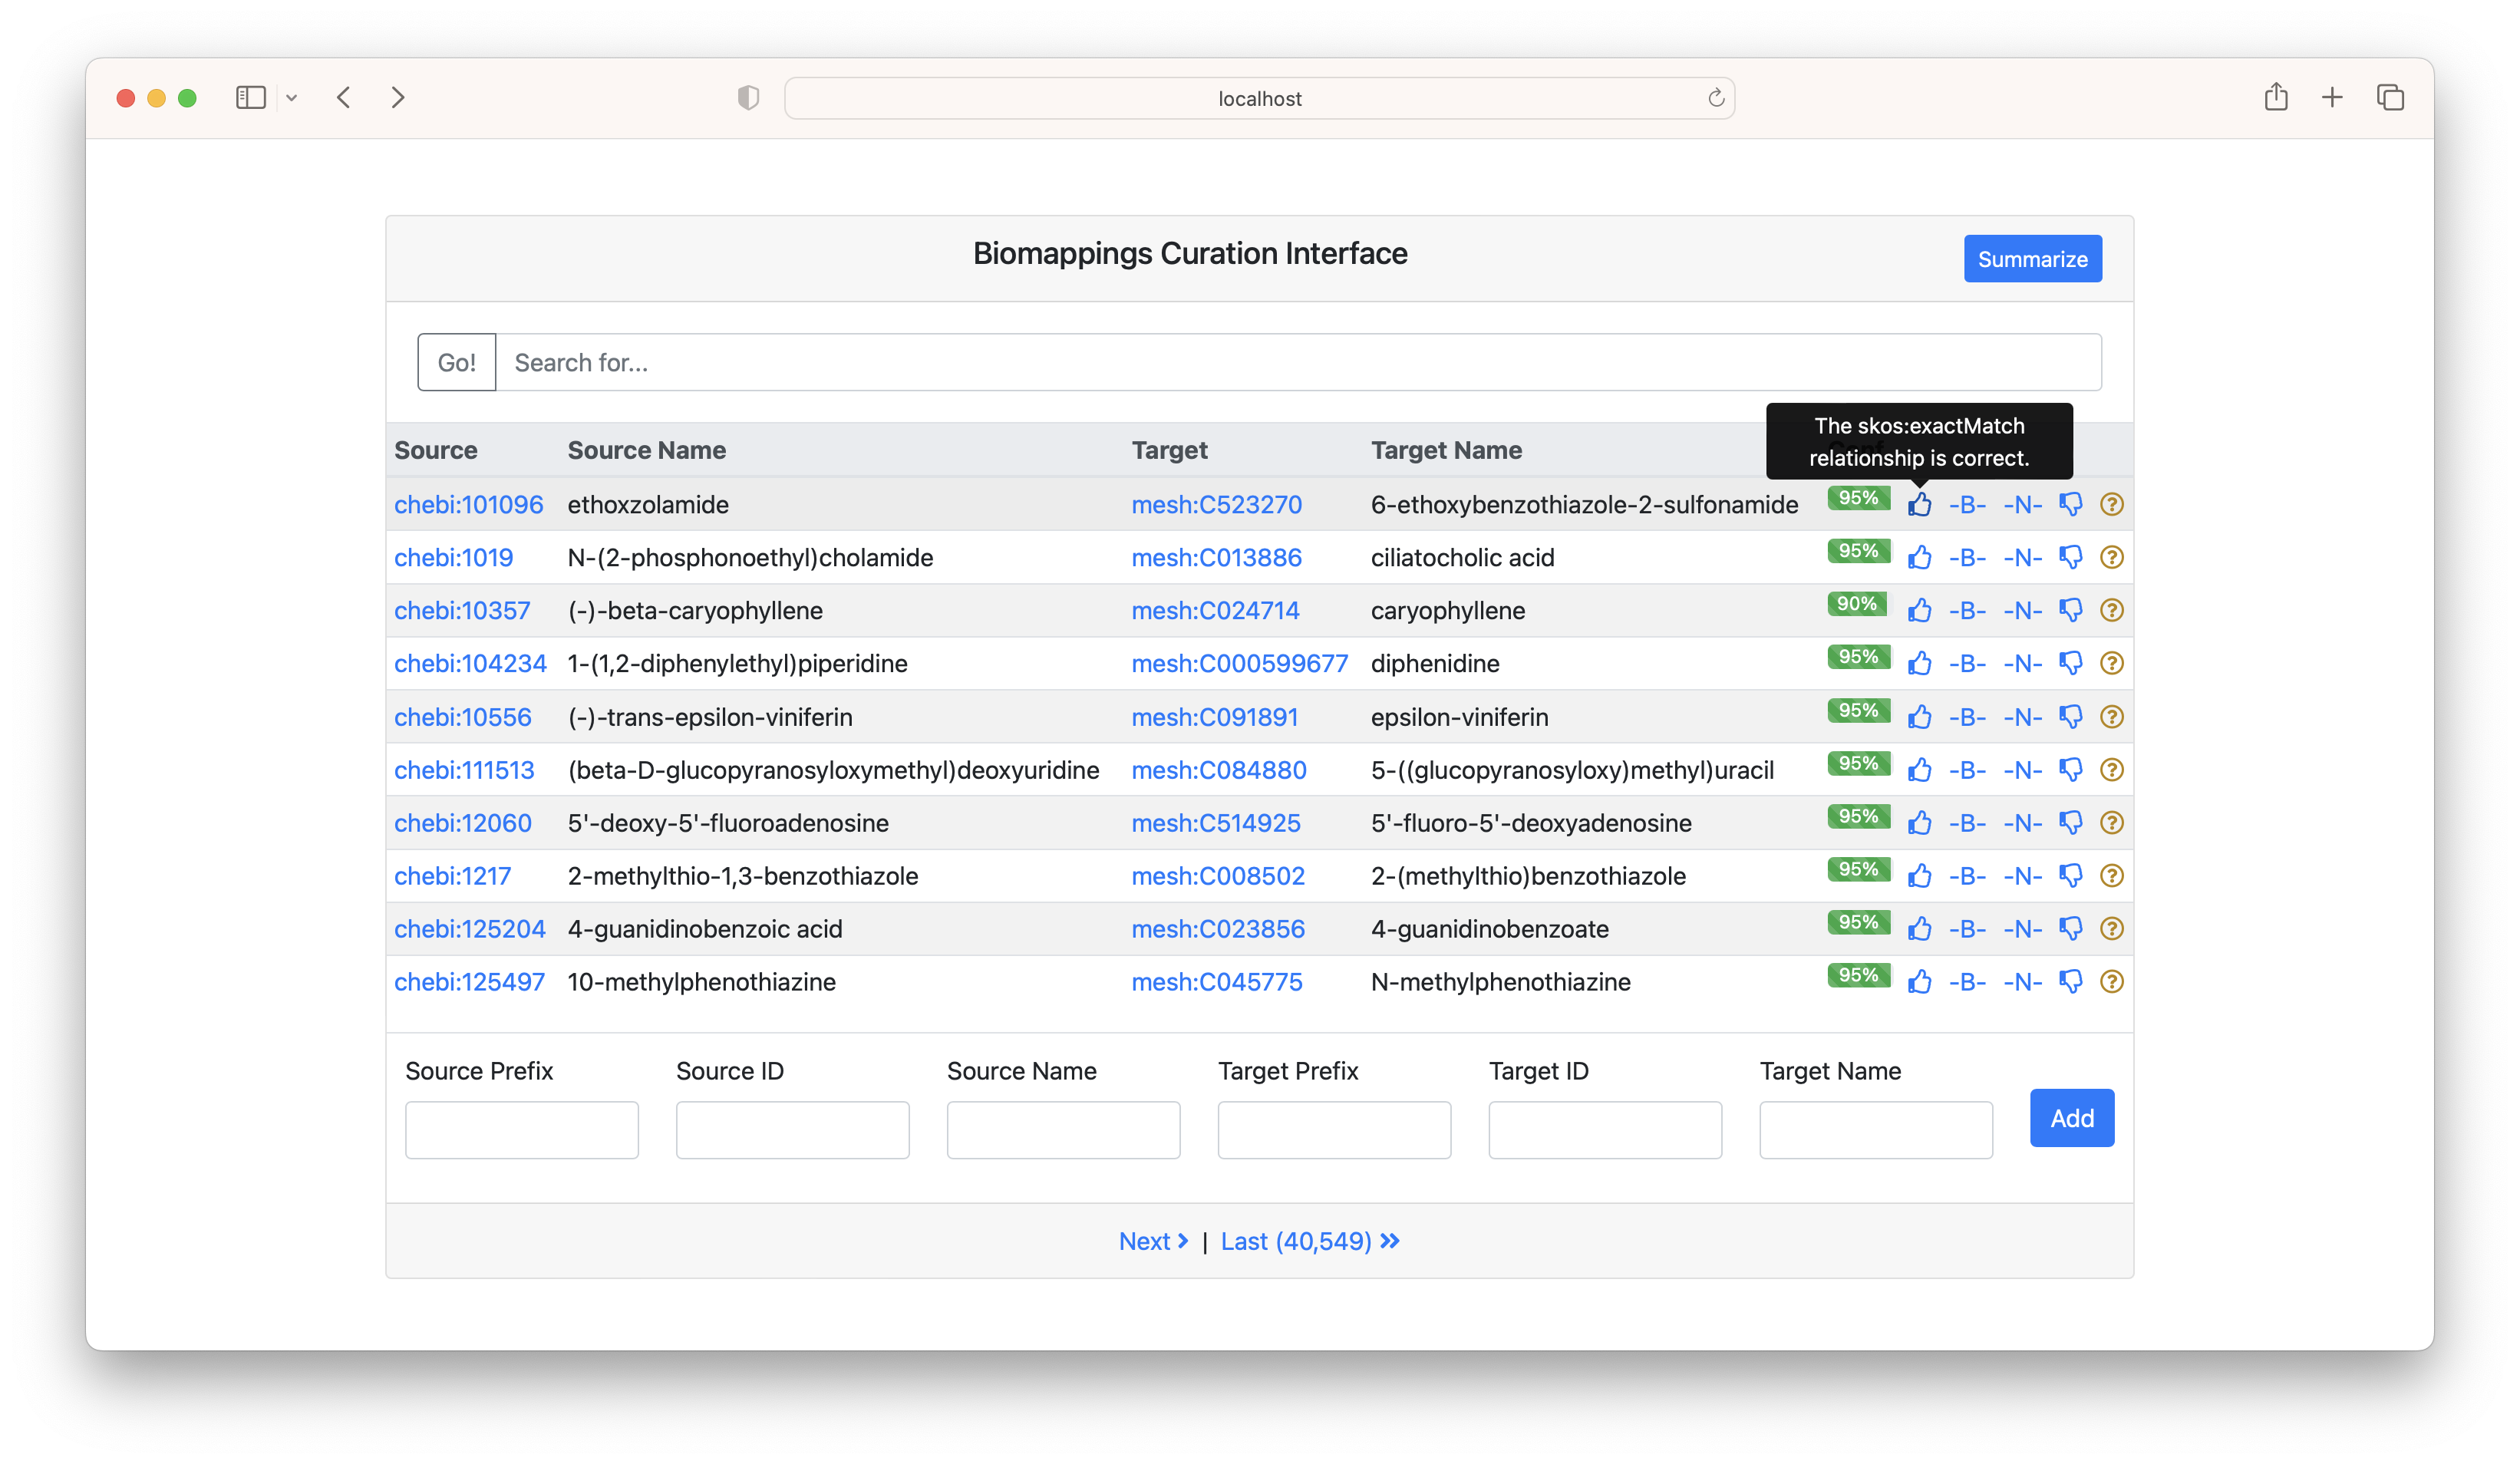 localhost
Biomappings Curation Interface
Summarize
Go! Search for...
The skos:exactMatch
relationship is correct.
Source Source Name Target Target Name
chebi:101096 ethoxzolamide mesh:C523270 6-ethoxybenzothiazole-2-sulfonamide 95% -B- -N- ?
chebi:1019 N-(2-phosphonoethyl)cholamide mesh:C013886 ciliatocholic acid 95% -B- -N- ?
chebi:10357 (-)-beta-caryophyllene mesh:C024714 caryophyllene 90% -B- -N- ?
chebi:104234 1-(1,2-diphenylethyl)piperidine mesh:C000599677 diphenidine 95% -B- -N- ?
chebi:10556 (-)-trans-epsilon-viniferin mesh:C091891 epsilon-viniferin 95% -B- -N- ?
chebi:111513 (beta-D-glucopyranosyloxymethyl)deoxyuridine mesh:C084880 5-((glucopyranosyloxy)methyl)uracil 95% -B- -N- ?
chebi:12060 5'-deoxy-5'-fluoroadenosine mesh:C514925 5'-fluoro-5'-deoxyadenosine 95% -B- -N- ?
chebi:1217 2-methylthio-1,3-benzothiazole mesh:C008502 2-(methylthio)benzothiazole 95% -B- -N- ?
chebi:125204 4-guanidinobenzoic acid mesh:C023856 4-guanidinobenzoate 95% -B- -N- ?
chebi:125497 10-methylphenothiazine mesh:C045775 N-methylphenothiazine 95% -B- -N- ?
Source Prefix Source ID Source Name Target Prefix Target ID Target Name
Add
Next | Last (40,549)